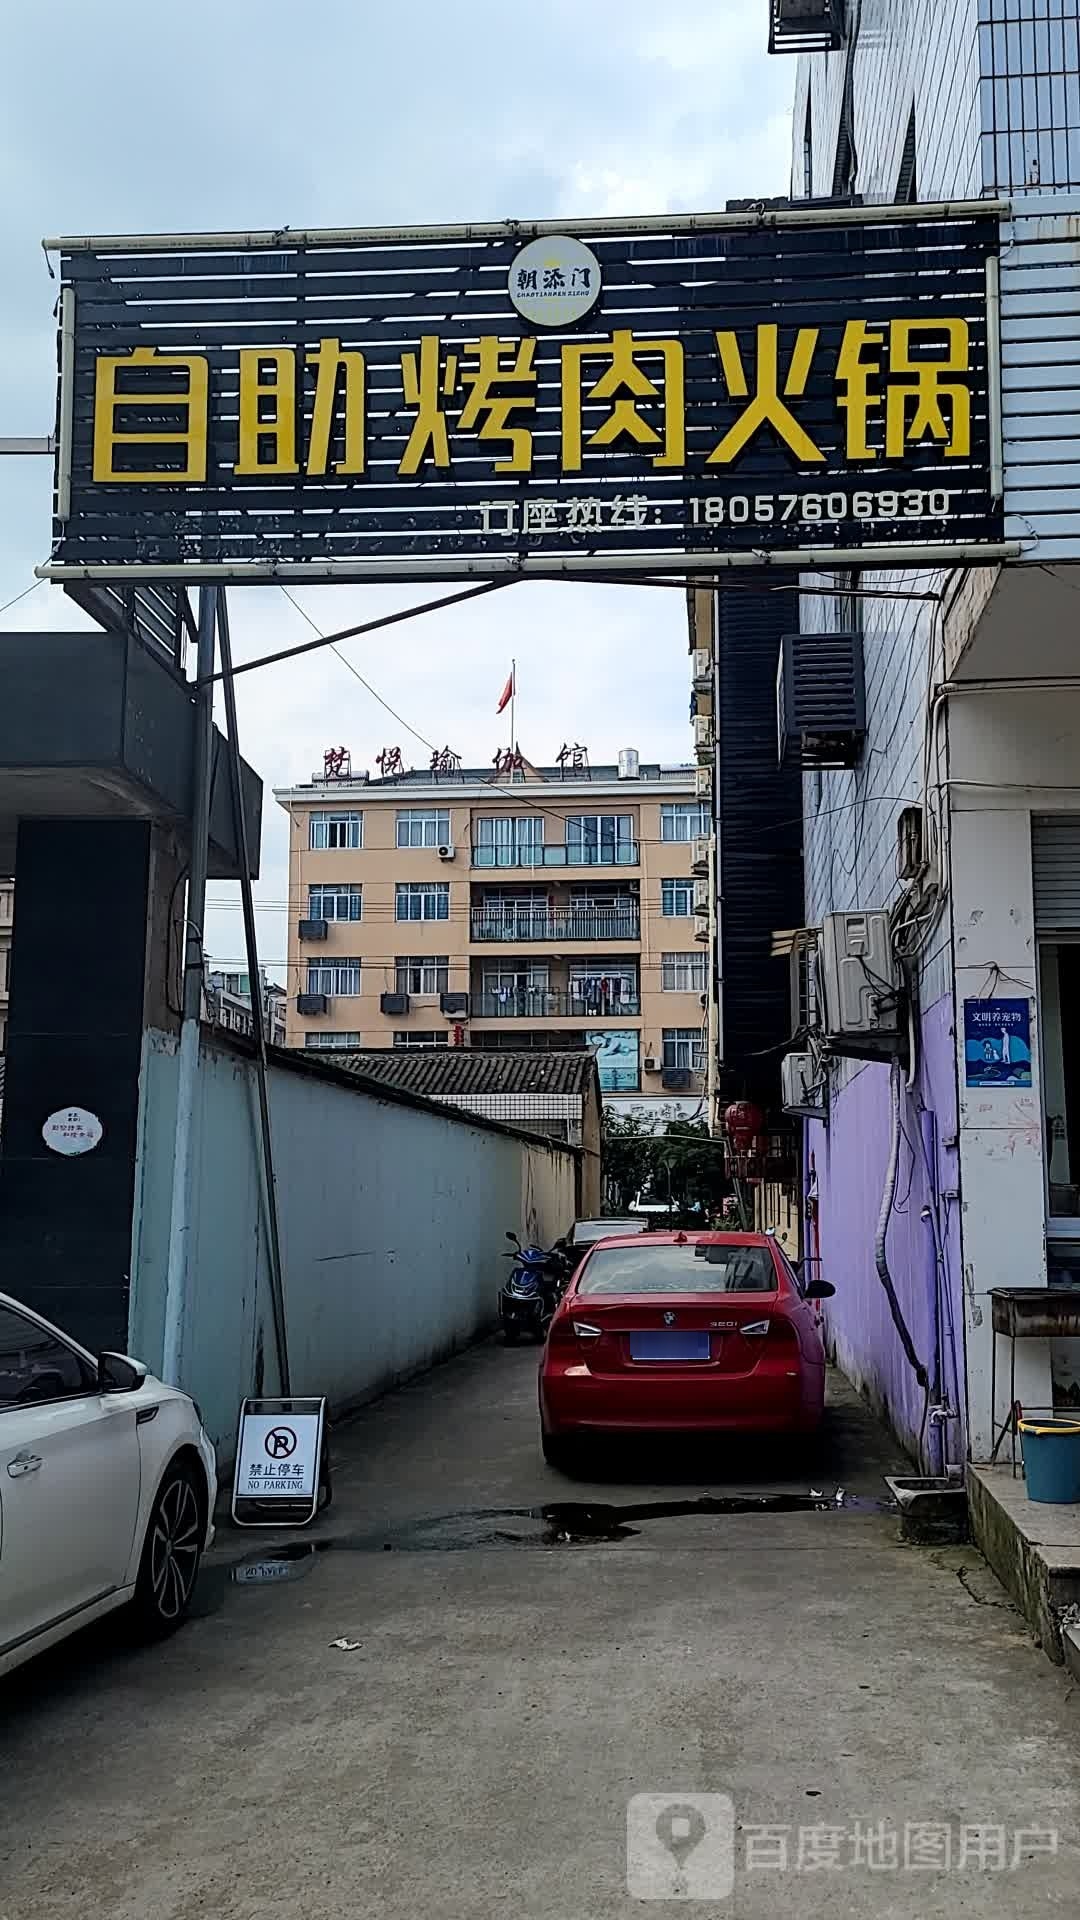 朝添门
自助烤肉火锅
订座热线：18057606930
梵悦瑜伽馆
文明养宠物
320i
禁止停车
NO PARKING
百度地图用户